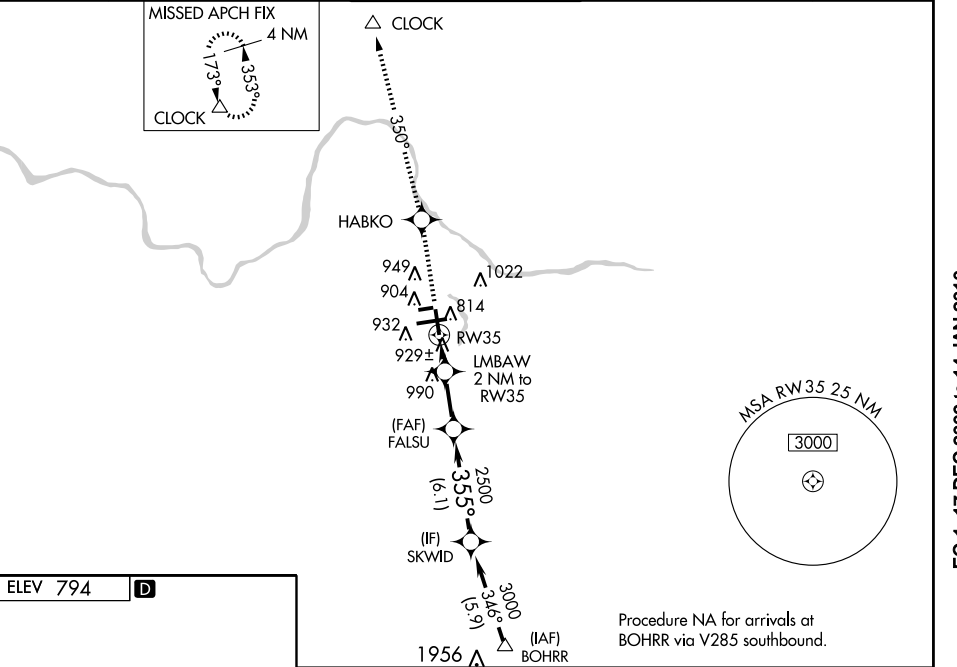 MISSED APCH FIX
4 NM
173°
353°
CLOCK
CLOCK
350°
HABKO
949
1022
904
814
932
RW35
929±
LMBAW
2 NM to
RW35
990
(FAF)
FALSU
2500
355°
(6.1)
(IF)
SKWID
3000
346°
(5.9)
(IAF)
BOHRR
1956
MSA RW35 25 NM
3000
Procedure NA for arrivals at
BOHRR via V285 southbound.
ELEV 794
D